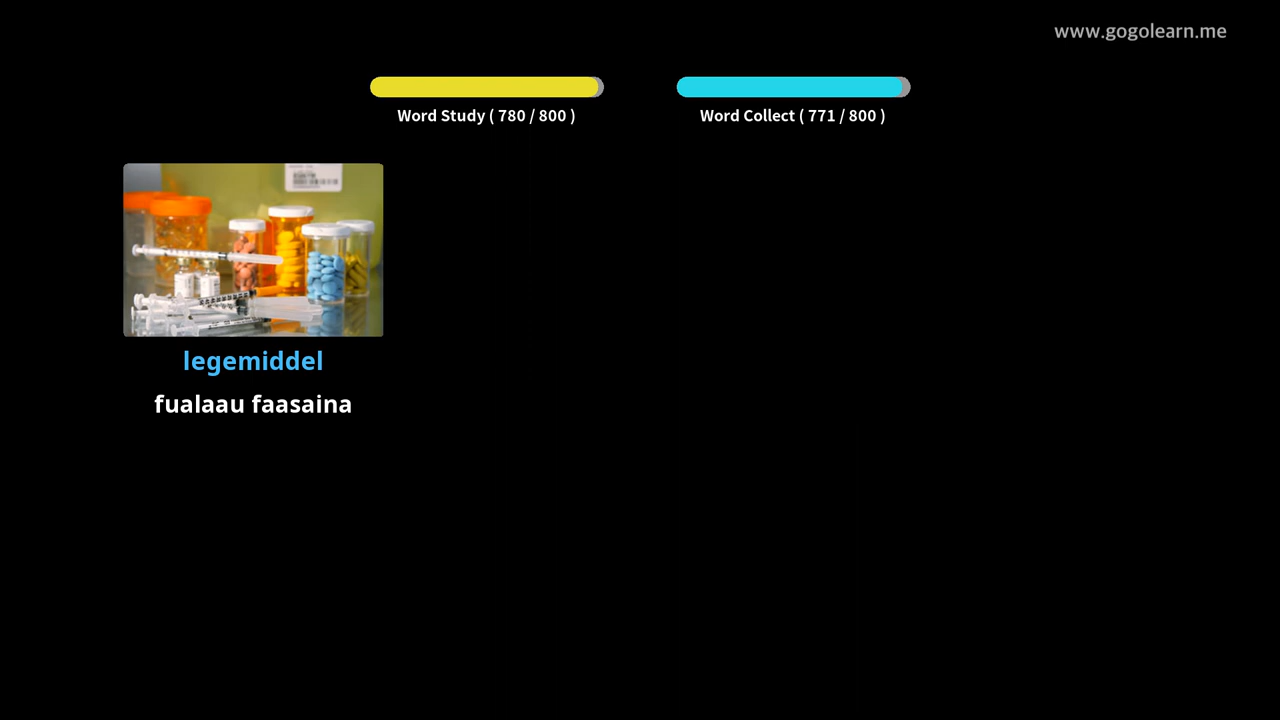 www.gogolearn.me
Word Study ( 780 / 800 )
Word Collect ( 771 / 800 )
legemiddel
fualaau faasaina